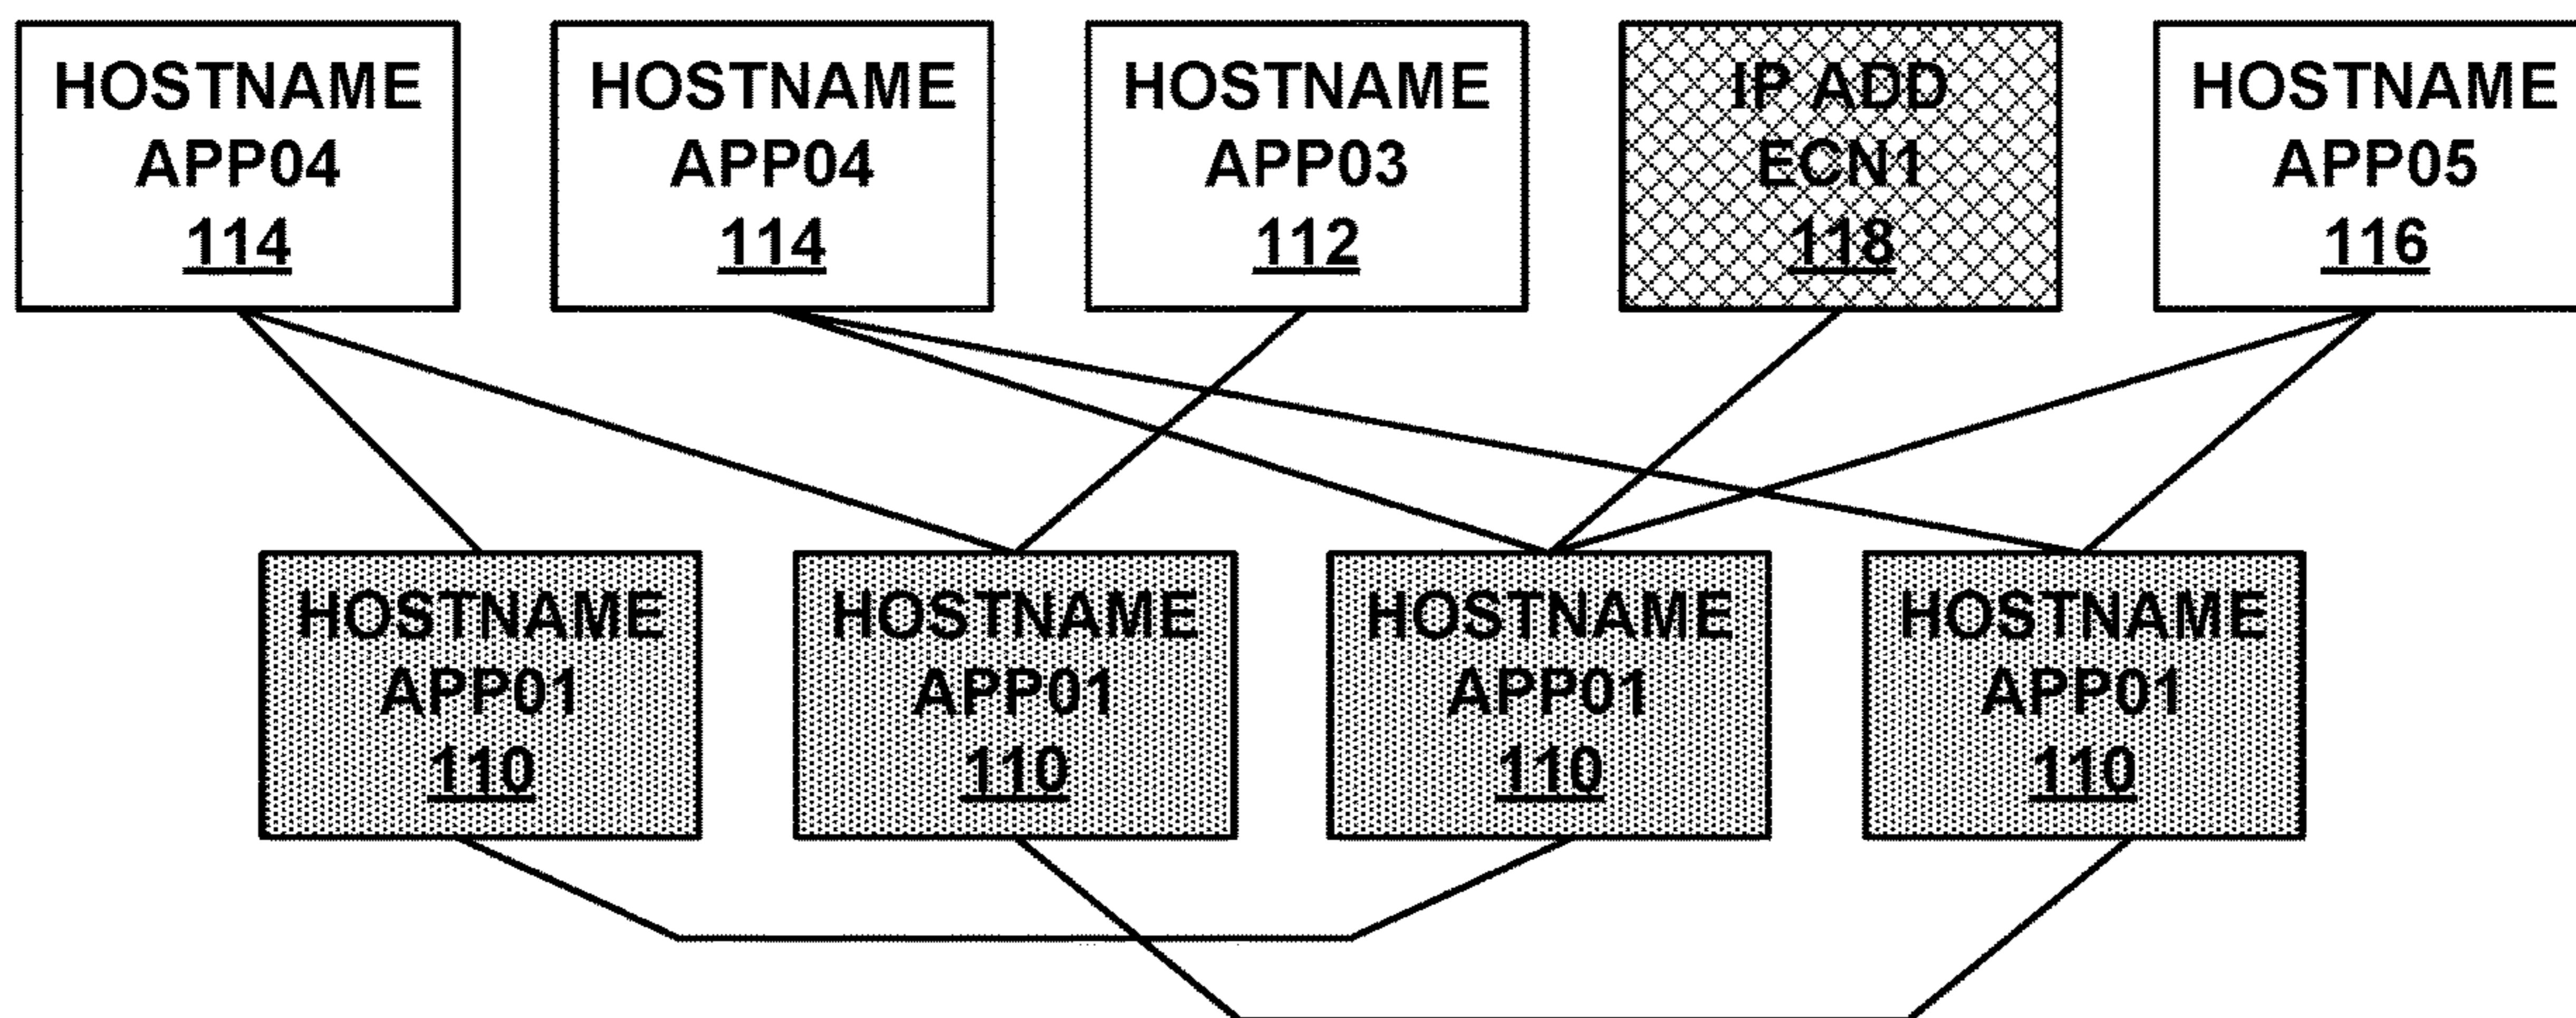 HOSTNAME
APP04
114
HOSTNAME
APP04
114
HOSTNAME
APP03
112
IP ADD
ECN1
118
HOSTNAME
APP05
116
HOSTNAME
APP01
110
HOSTNAME
APP01
110
HOSTNAME
APP01
110
HOSTNAME
APP01
110